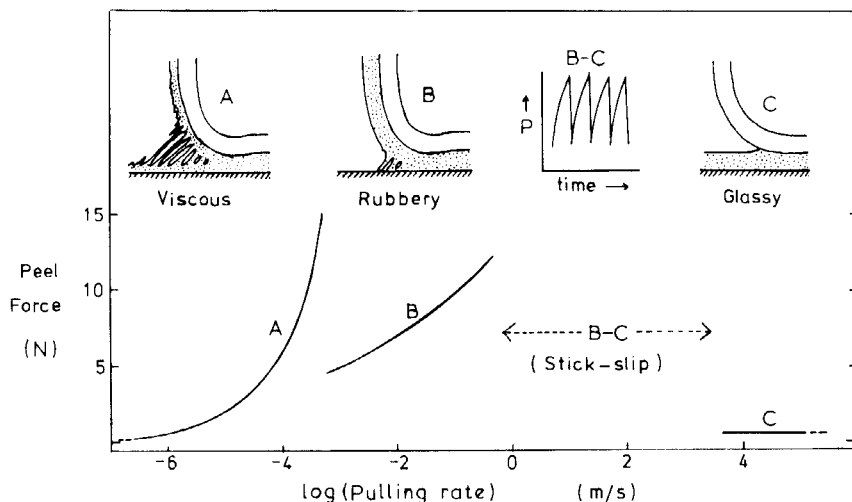 A
B
B-C
C
↑
P
time →
Viscous
Rubbery
Glassy
15
10
5
Peel
Force
(N)
A
B
B-C
(Stick-slip)
C
-6
-4
-2
0
2
4
log(Pulling rate) (m/s)